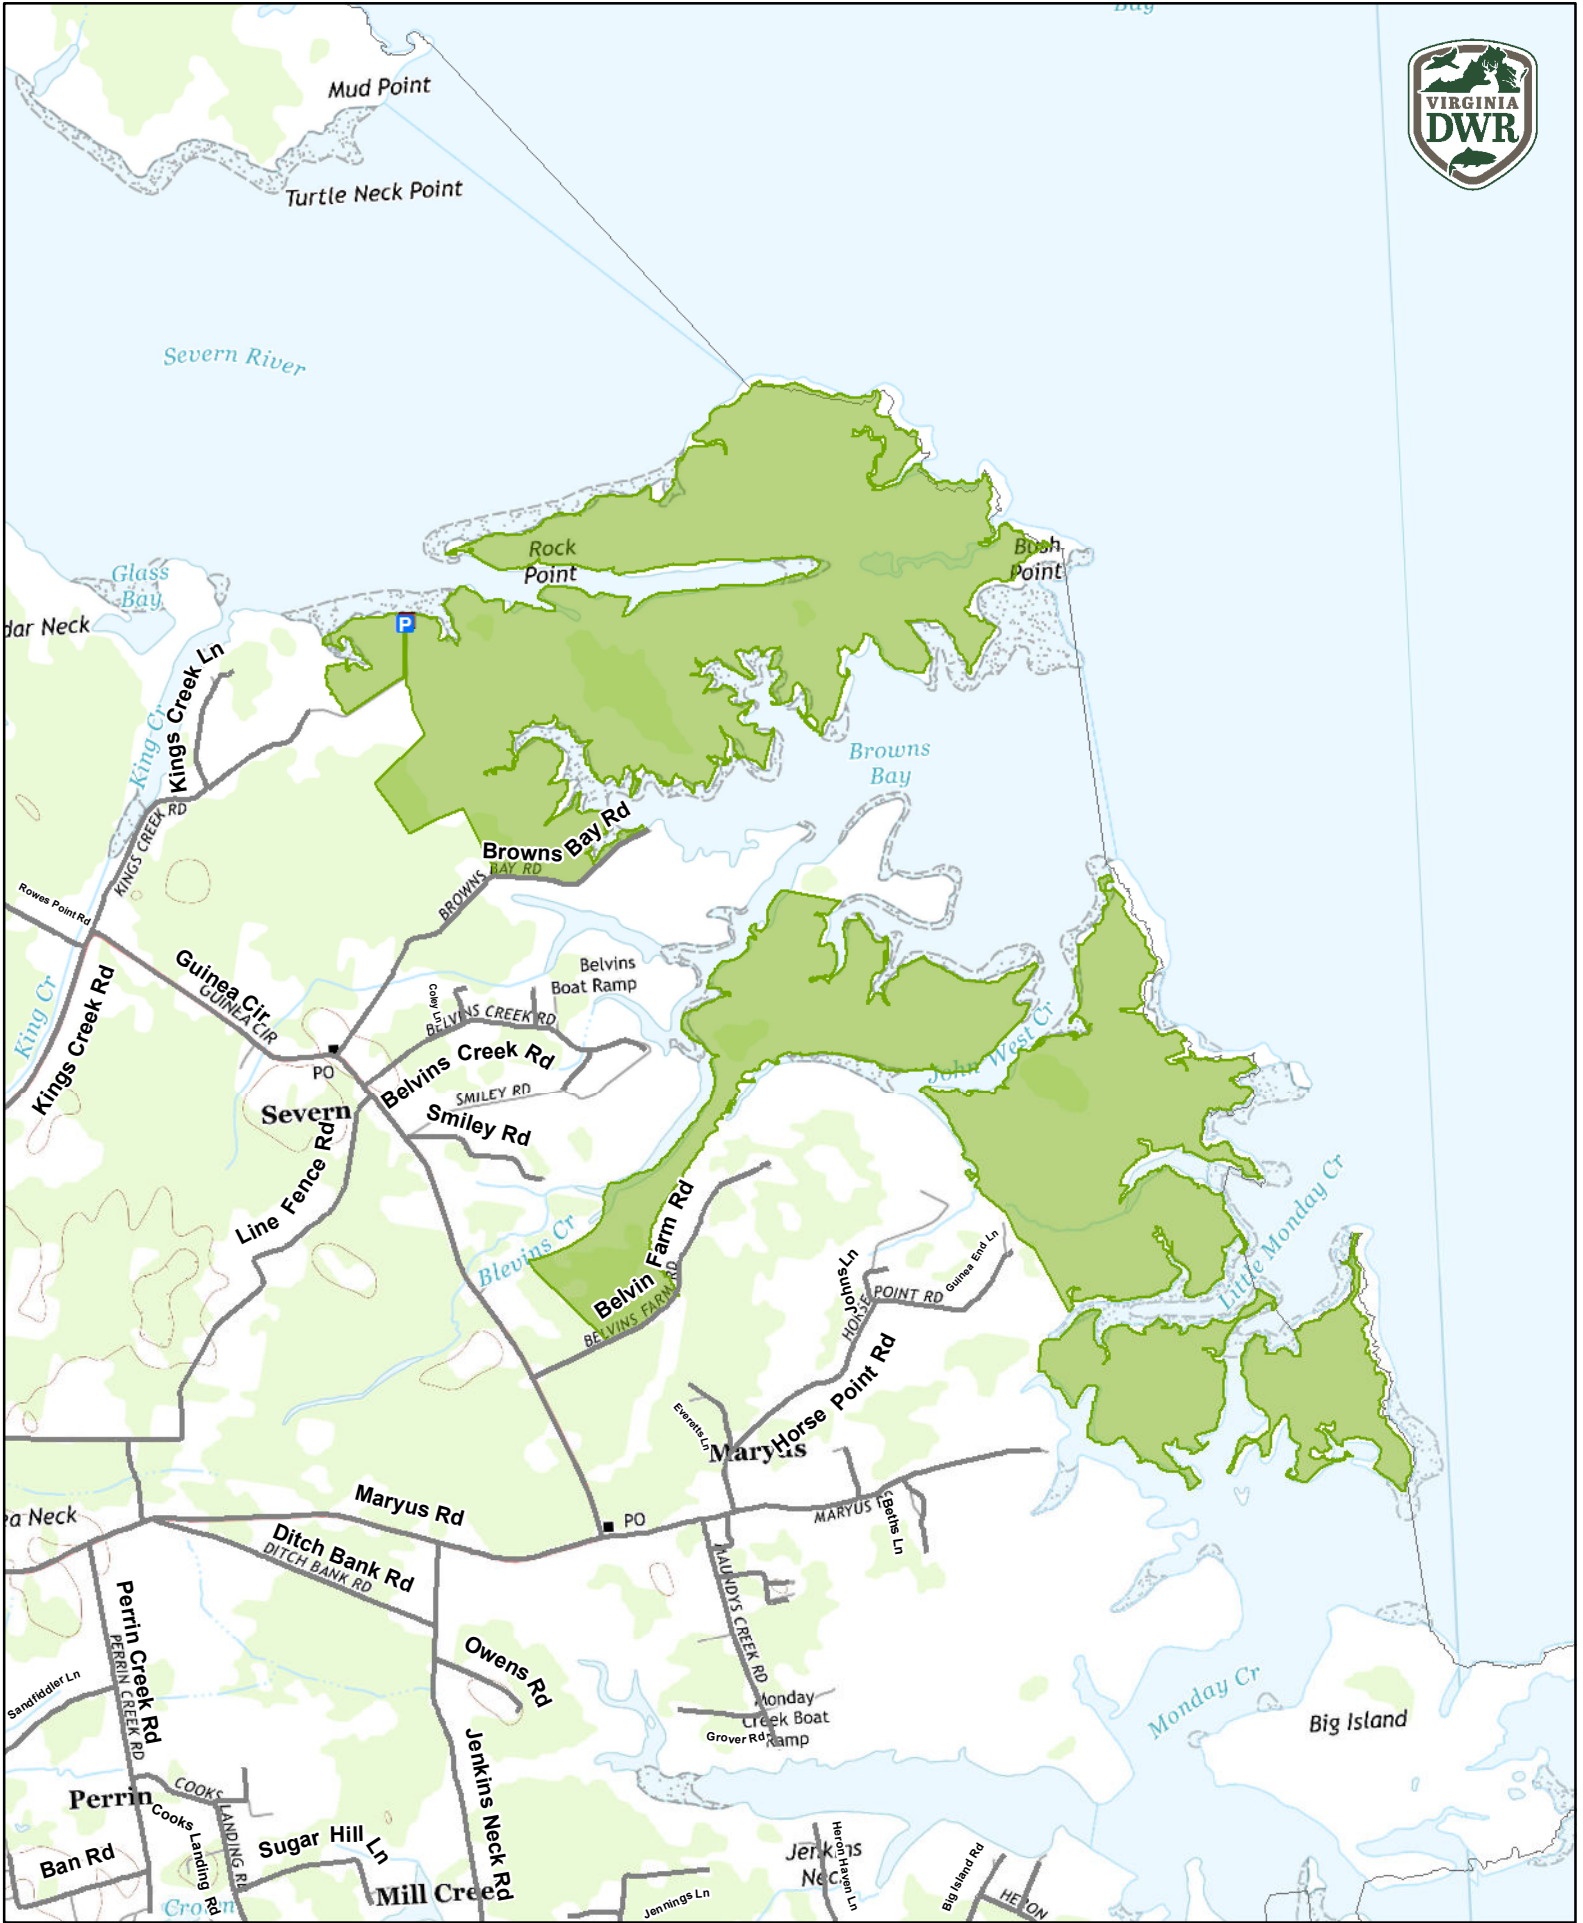 Bay
VIRGINIA
DWR
Mud Point
Turtle Neck Point
Severn River
Rock
Point
Bush
Point
Glass
Bay
dar Neck
P
Kings Creek Ln
King Cr
KINGS CREEK RD
Browns
Bay
Browns Bay Rd
BROWNS BAY RD
Rowes Point Rd
Guinea Cir
GUINEA CIR
King Cr
Kings Creek Rd
Belvins
Boat Ramp
Coley Ln
BELVINS CREEK RD
Belvins Creek Rd
John West Cr
PO
Severn
SMILEY RD
Smiley Rd
Line Fence Rd
Blevins Cr
Belvin Farm Rd
BELVINS FARM RD
Little Monday Cr
Johns Ln
Guinea End Ln
HORSE POINT RD
Horse Point Rd
Everetts Ln
Maryus
Maryus Rd
MARYUS
Beths Ln
PO
ea Neck
Ditch Bank Rd
DITCH BANK RD
MAUNDYS CREEK RD
Perrin Creek Rd
PERRIN CREEK RD
Owens Rd
Sandfiddler Ln
Monday
Creek Boat
Ramp
Grover Rd
Monday Cr
Big Island
Jenkins Neck Rd
Perrin
COOKS LANDING RD
Cooks Landing Rd
Sugar Hill Ln
Ban Rd
Mill Creek
Jennings Ln
Jenkins
Neck
Heron Haven Ln
Big Island Rd
HERON